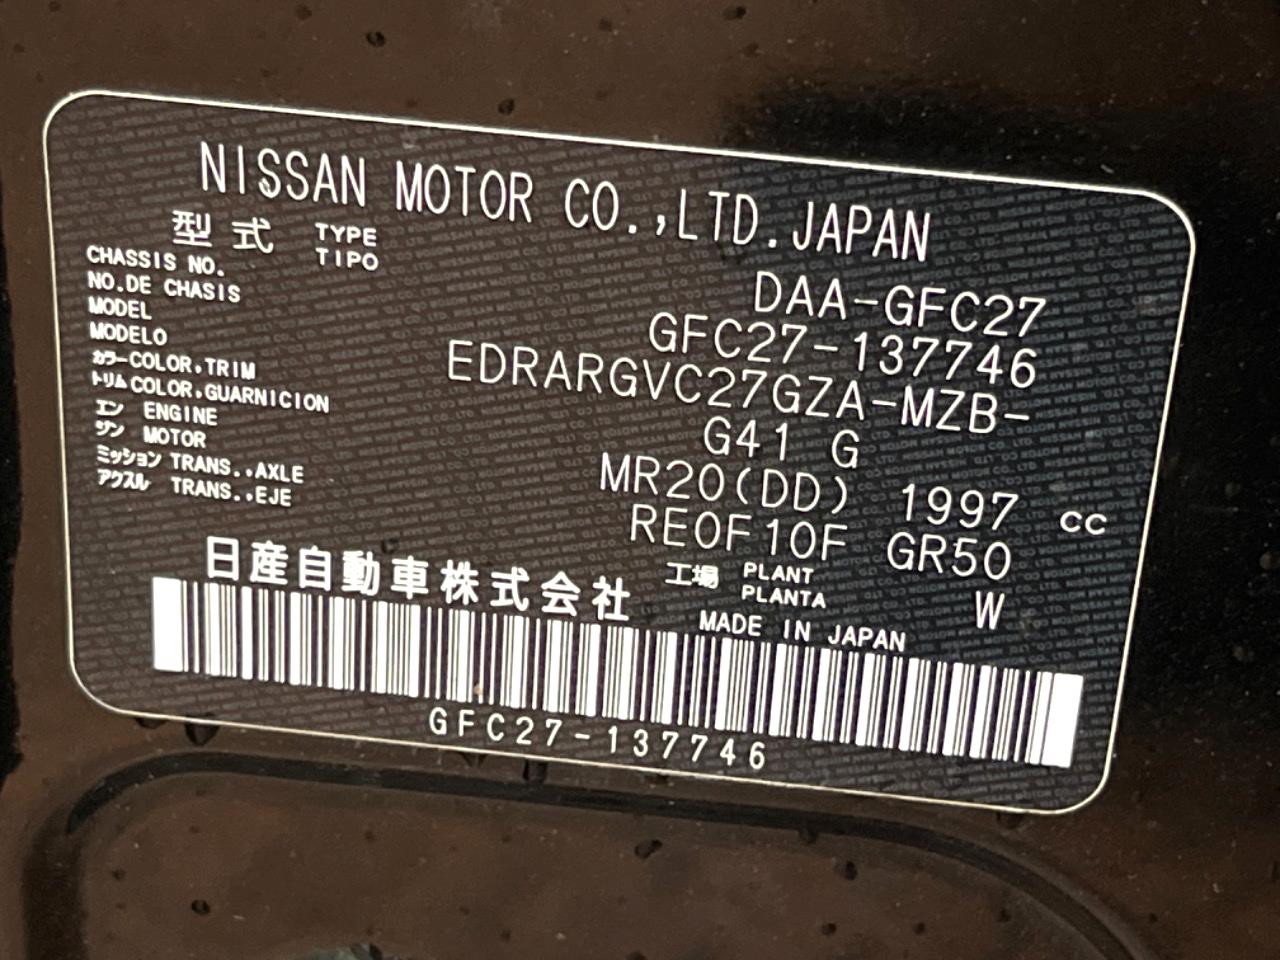 NISSAN MOTOR CO.,LTD.JAPAN
型式 TYPE TIPO DAA-GFC27
CHASSIS NO.
NO.DE CHASIS GFC27-137746
MODEL
MODELO EDRARGVC27GZA-MZB-
カラー COLOR,TRIM
トリム COLOR,GUARNICION G41 G
エン ENGINE
ジン MOTOR MR20(DD) 1997 cc
ミッション TRANS..AXLE
アクスル TRANS..EJE RE0F10F GR50
工場 PLANT PLANTA W
日産自動車株式会社 MADE IN JAPAN
GFC27-137746